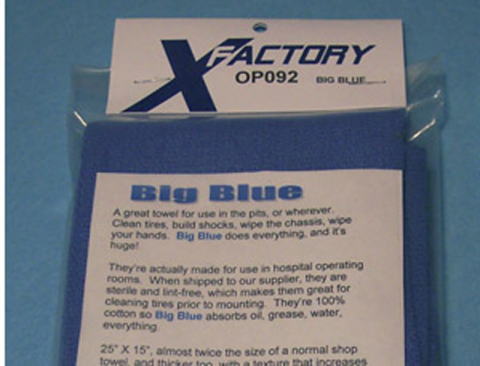 XFACTORY
OP092 BIG BLUE
Big Blue
A great towel for use in the pits, or wherever.
Clean tires, build shocks, wipe the chassis, wipe
your hands. Big Blue does everything, and it's
huge!
They're actually made for use in hospital operating
rooms. When shipped to our supplier, they are
sterile and lint-free, which makes them great for
cleaning tires prior to mounting. They're 100%
cotton so Big Blue absorbs oil, grease, water,
everything.
25" X 15", almost twice the size of a normal shop
towel, and thicker too, with a texture that increases